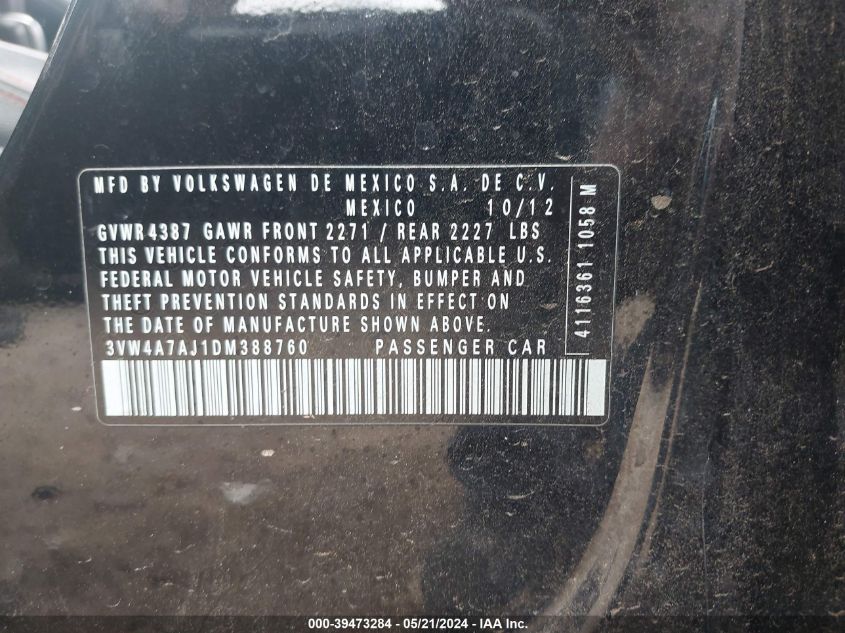 MFD BY VOLKSWAGEN DE MEXICO S.A. DE C.V.
MEXICO 10/12
GVWR4387 GAWR FRONT 2271 / REAR 2227 LBS
THIS VEHICLE CONFORMS TO ALL APPLICABLE U.S.
FEDERAL MOTOR VEHICLE SAFETY, BUMPER AND
THEFT PREVENTION STANDARDS IN EFFECT ON
THE DATE OF MANUFACTURE SHOWN ABOVE.
3VW4A7AJ1DM388760 PASSENGER CAR
4116361 1058 M
000-39473284 - 05/21/2024 - IAA Inc.